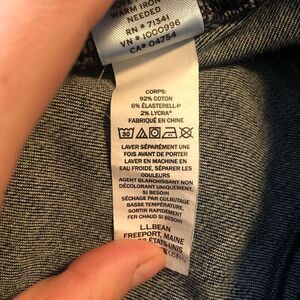 WARM IRON
NEEDED
RN # 71341
VN # 1000996
CA# 04754
CORPS:
92% COTON
6% ÉLASTERELL-P
2% LYCRA®
FABRIQUÉ EN CHINE
LAVER SÉPARÉMENT UNE
FOIS AVANT DE PORTER
LAVER EN MACHINE EN
EAU FROIDE, SÉPARER LES
COULEURS
AGENT BLANCHISSANT NON
DÉCOLORANT UNIQUEMENT,
SI BESOIN
SÉCHAGE PAR CULBUTAGE
BASSE TEMPÉRATURE,
SORTIR RAPIDEMENT
FER CHAUD SI BESOIN
L.L.BEAN
FREEPORT, MAINE
ÉTATS-UNIS